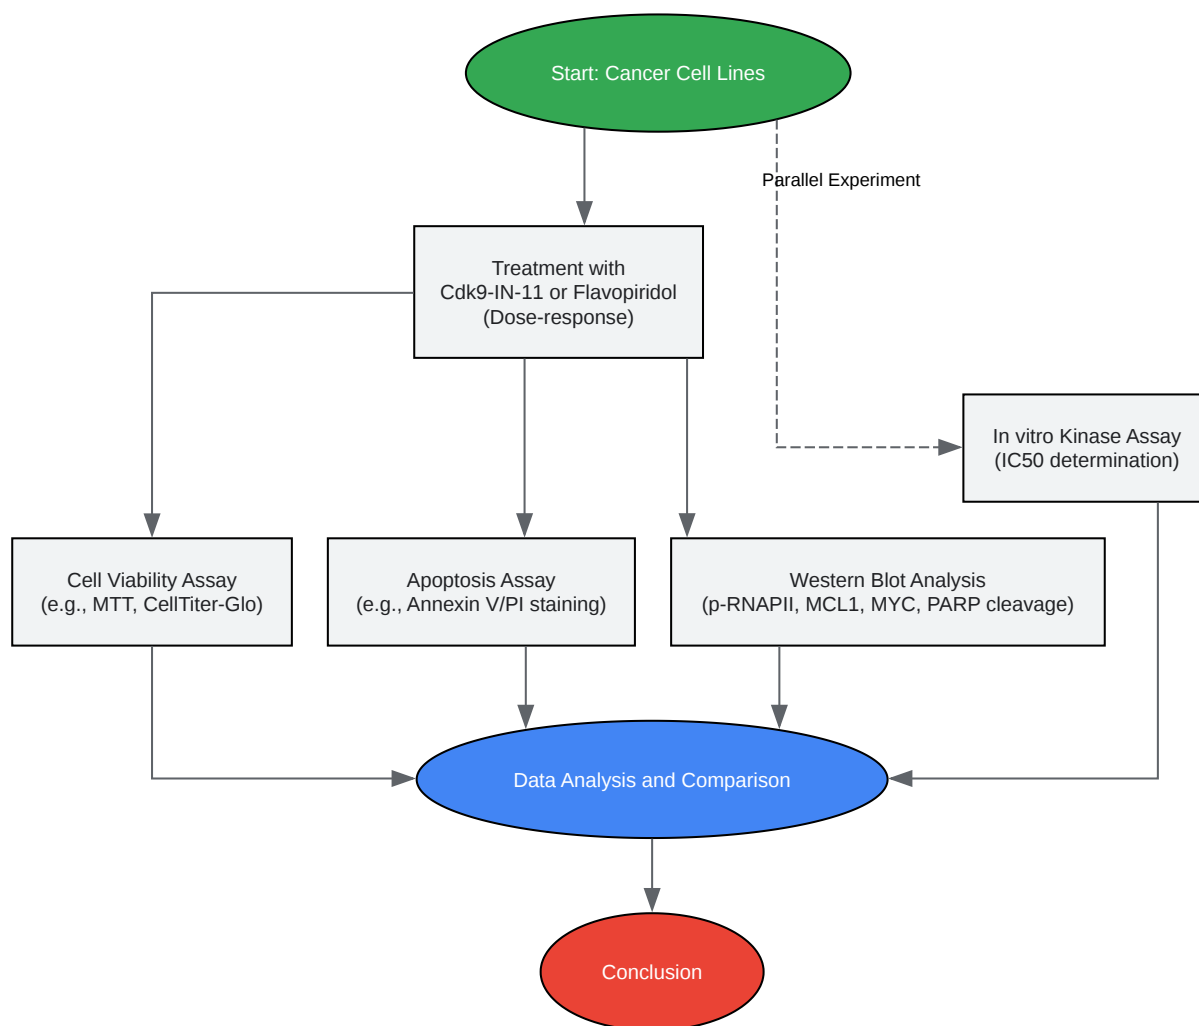 Start: Cancer Cell Lines
Parallel Experiment
Treatment with
Cdk9-IN-11 or Flavopiridol
(Dose-response)
In vitro Kinase Assay
(IC50 determination)
Cell Viability Assay
(e.g., MTT, CellTiter-Glo)
Apoptosis Assay
(e.g., Annexin V/PI staining)
Western Blot Analysis
(p-RNAPII, MCL1, MYC, PARP cleavage)
Data Analysis and Comparison
Conclusion